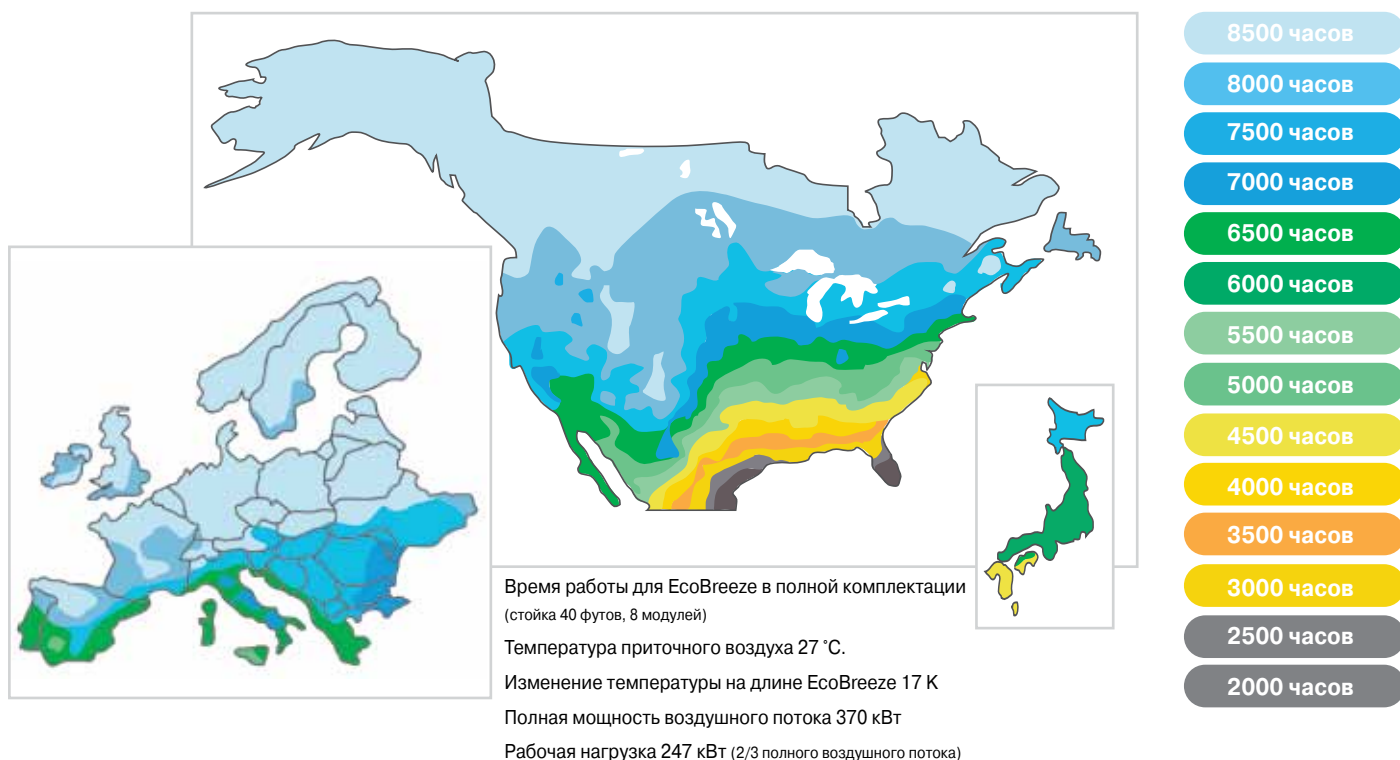 8500 часов
8000 часов
7500 часов
7000 часов
6500 часов
6000 часов
5500 часов
5000 часов
4500 часов
4000 часов
3500 часов
3000 часов
2500 часов
2000 часов
Время работы для EcoBreeze в полной комплектации
(стойка 40 футов, 8 модулей)
Температура приточного воздуха 27 °C.
Изменение температуры на длине EcoBreeze 17 K
Полная мощность воздушного потока 370 кВт
Рабочая нагрузка 247 кВт (2/3 полного воздушного потока)